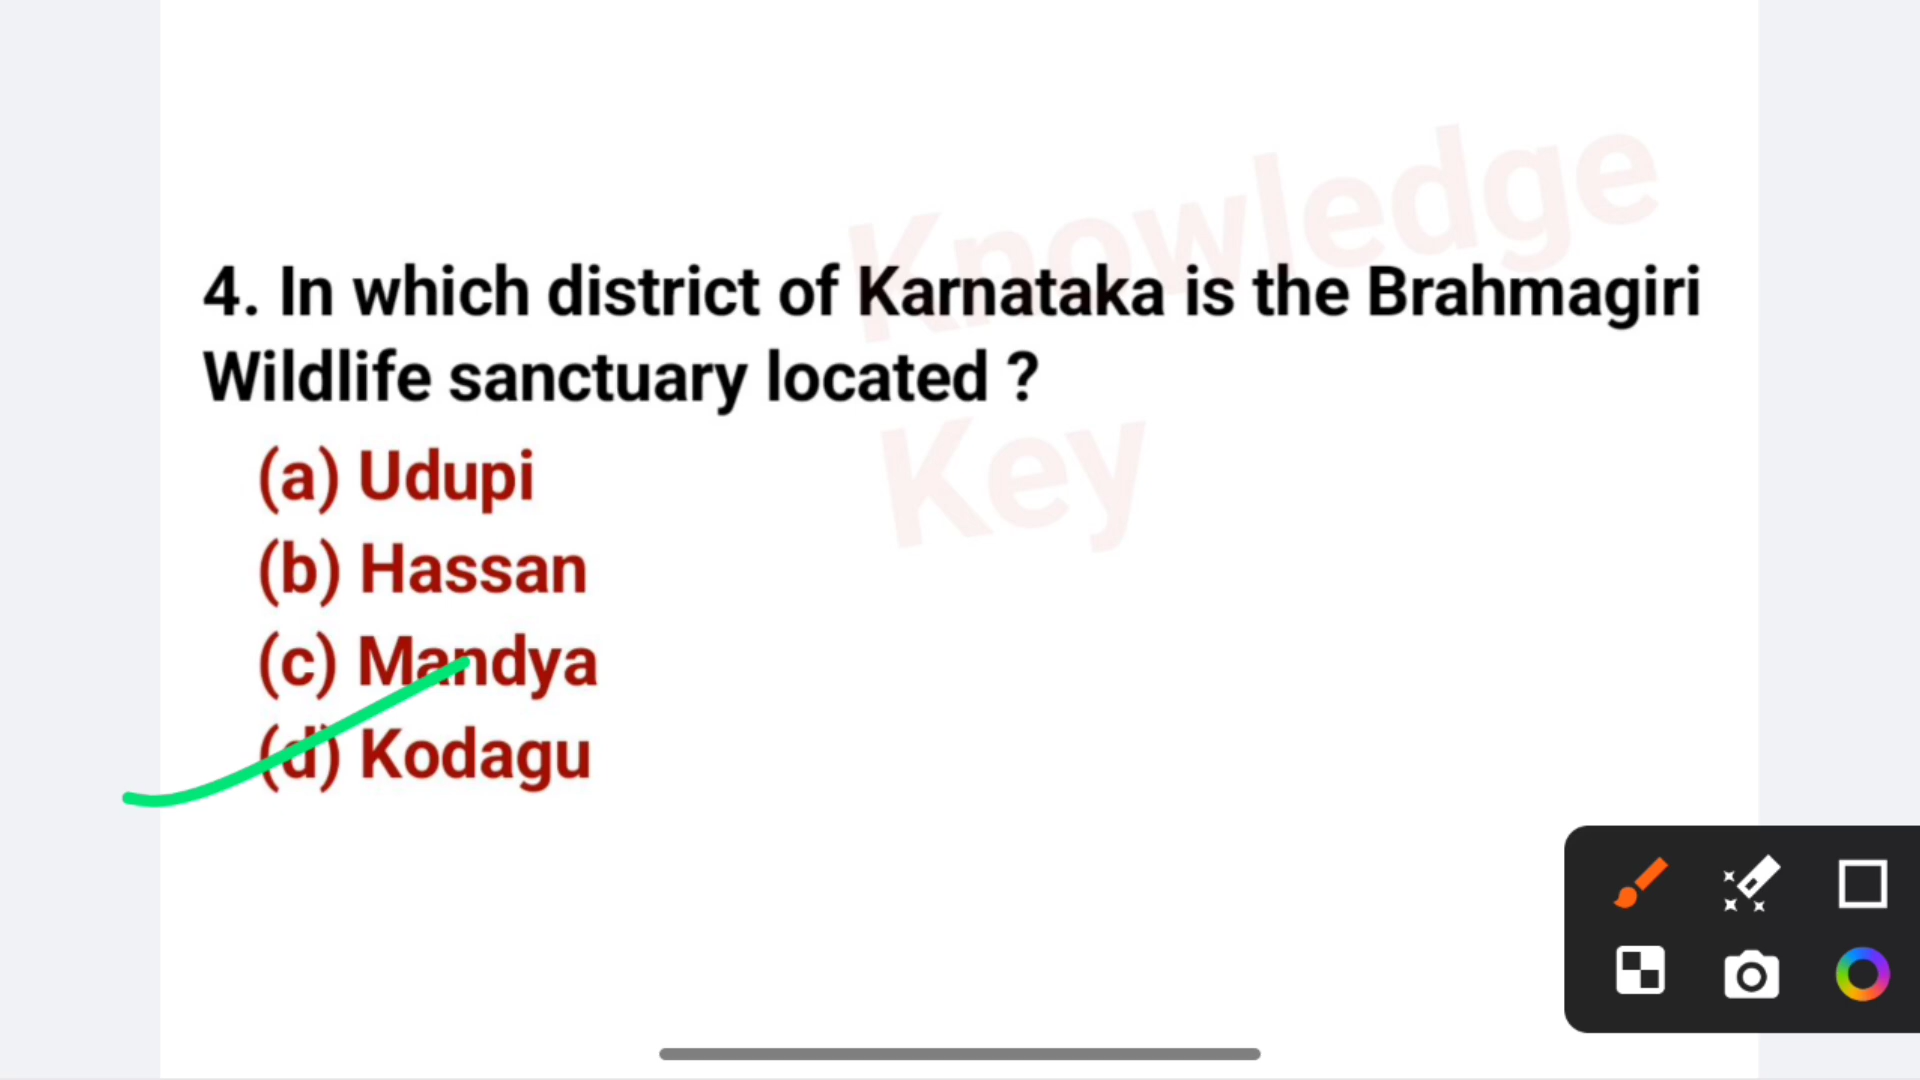 Knowledge
Key
4. In which district of Karnataka is the Brahmagiri
Wildlife sanctuary located ?
(a) Udupi
(b) Hassan
(c) Mandya
(d) Kodagu